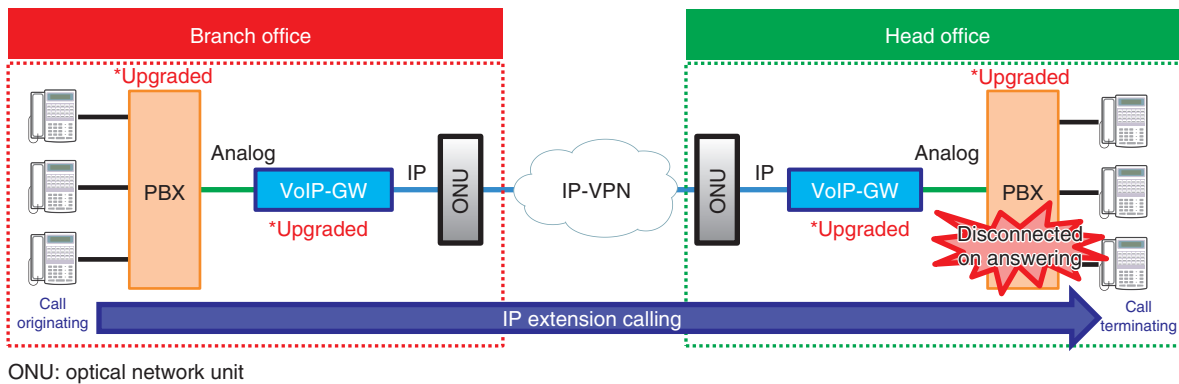 Branch office
Head office
*Upgraded
*Upgraded
Analog
Analog
PBX
VoIP-GW
IP
ONU
IP-VPN
ONU
IP
VoIP-GW
PBX
*Upgraded
*Upgraded
Disconnected
on answering
Call
originating
IP extension calling
Call
terminating
ONU: optical network unit